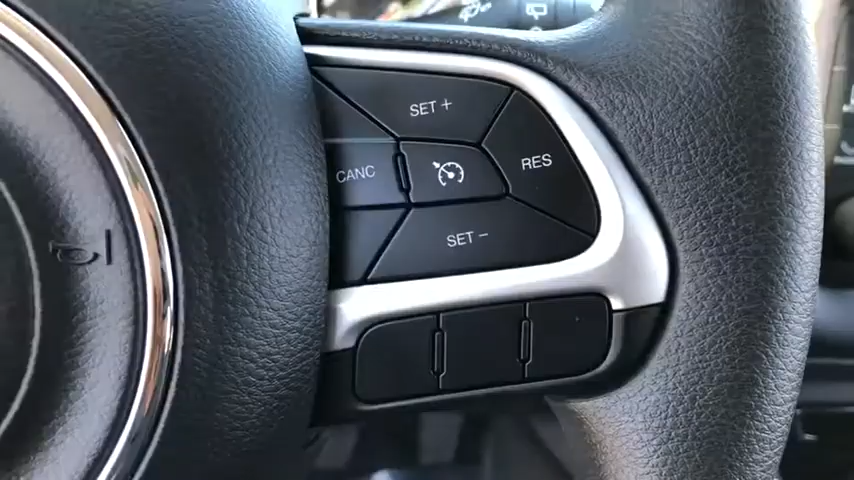 SET +
CANC
RES
SET −